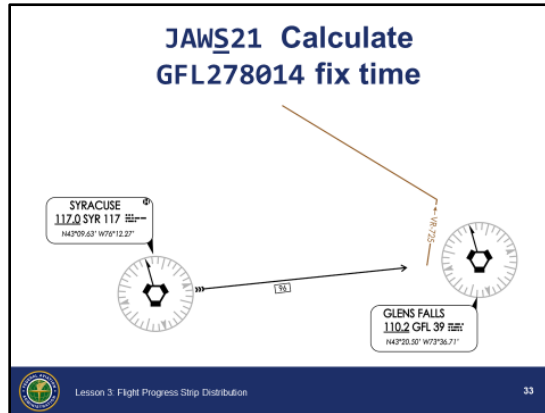 JAWS21 Calculate
GFL278014 fix time
VR-725
SYRACUSE
117.0 SYR 117
N43°09.63' W76°12.27'
96
GLENS FALLS
110.2 GFL 39
N43°20.50' W73°36.71'
Lesson 3: Flight Progress Strip Distribution
33